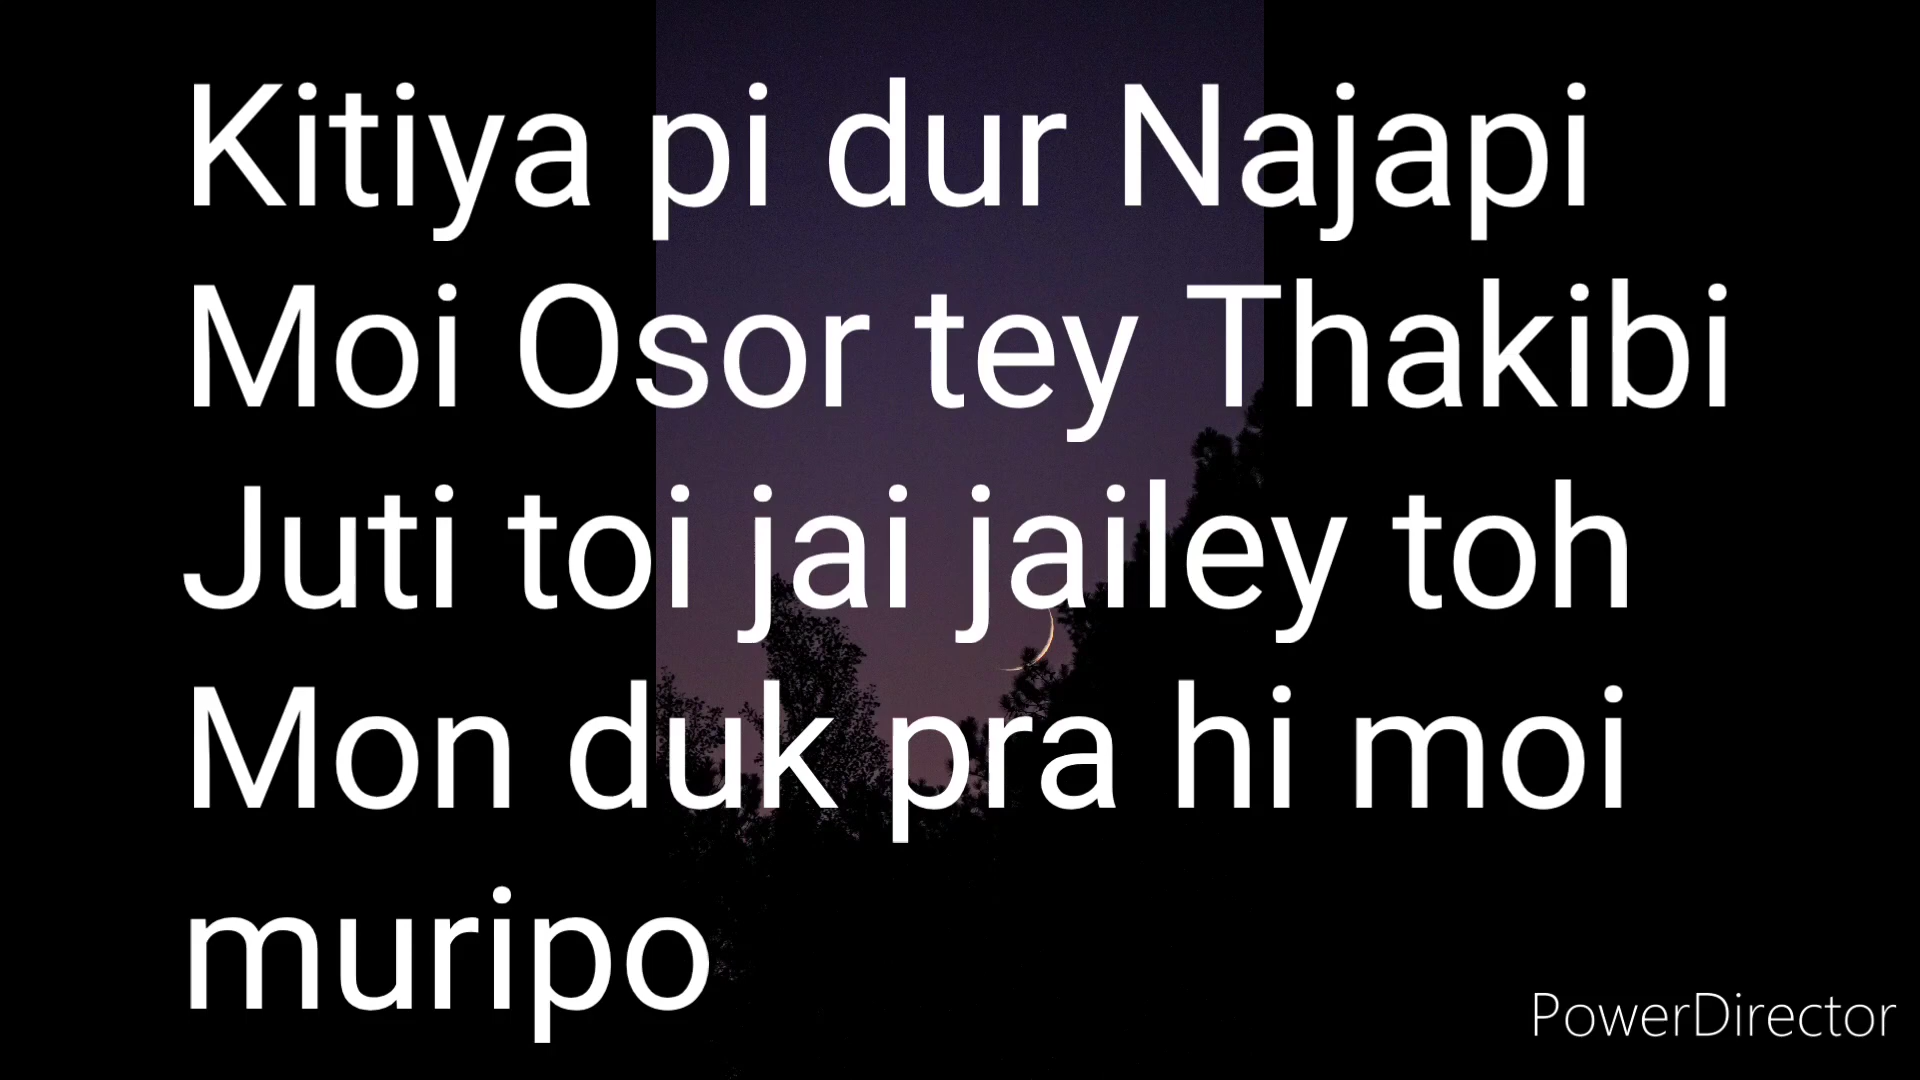 Kitiya pi dur Najapi
Moi Osor tey Thakibi
Juti toi jai jailey toh
Mon duk pra hi moi
muripo
PowerDirector